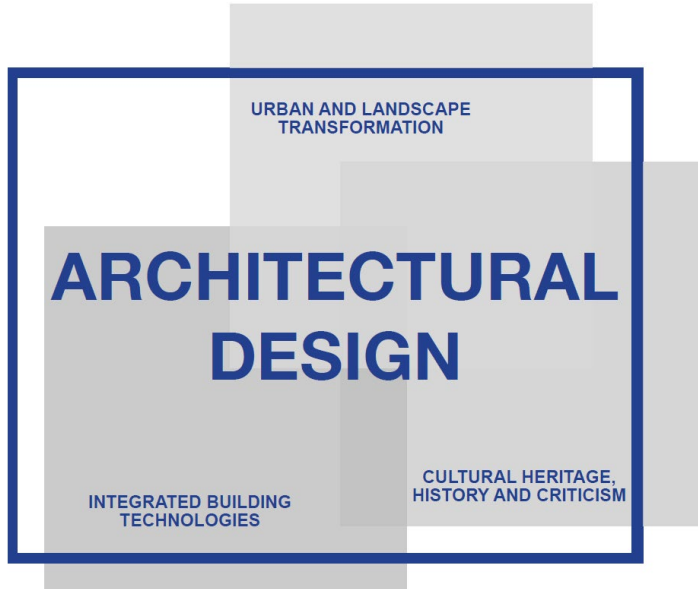 URBAN AND LANDSCAPE
TRANSFORMATION
ARCHITECTURAL
DESIGN
CULTURAL HERITAGE,
HISTORY AND CRITICISM
INTEGRATED BUILDING
TECHNOLOGIES